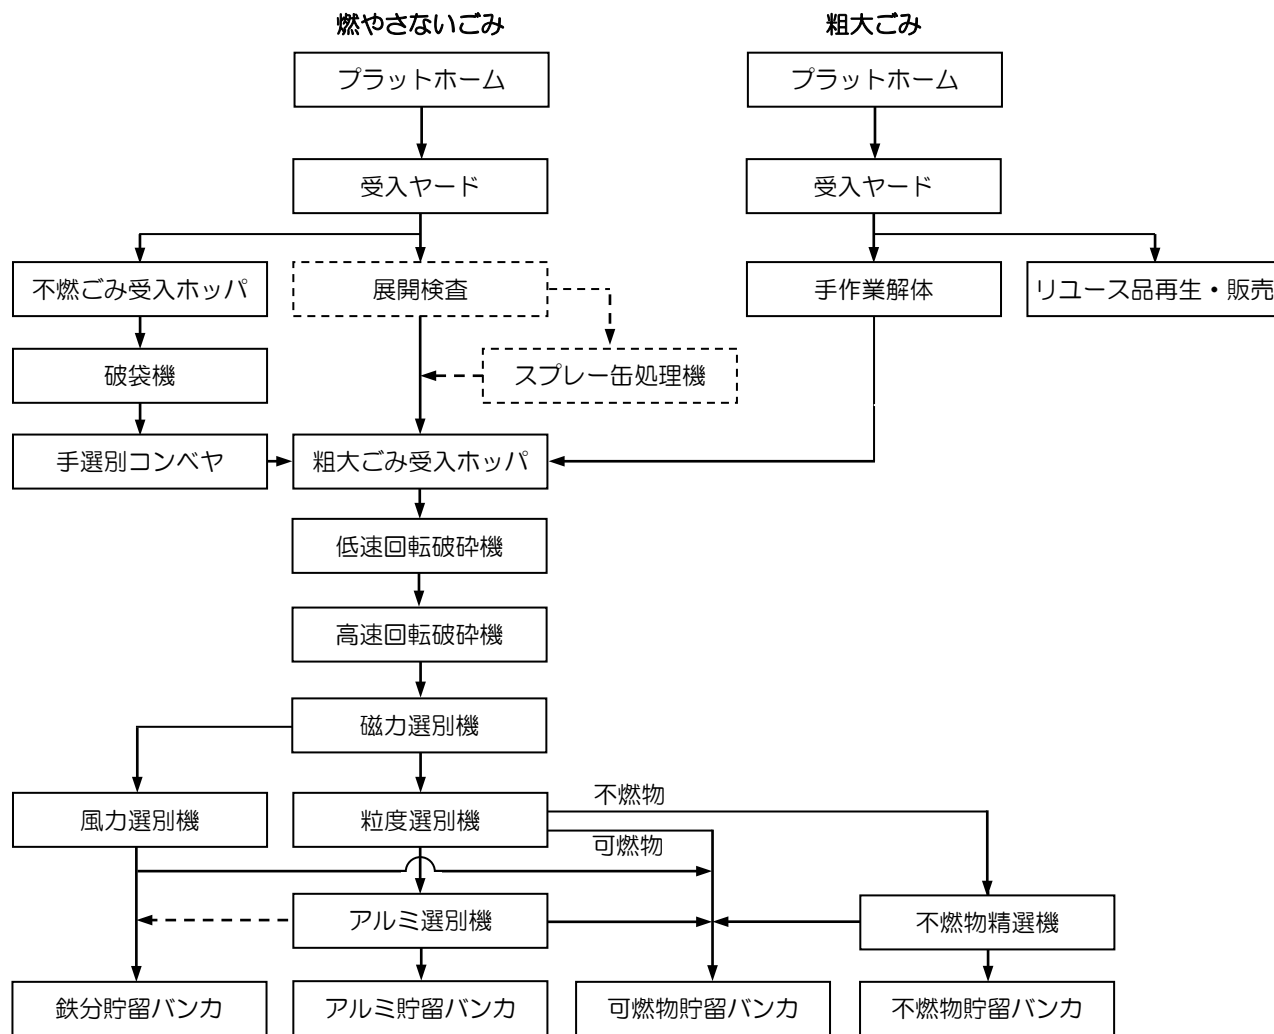 燃やさないごみ
粗大ごみ
プラットホーム
プラットホーム
受入ヤード
受入ヤード
不燃ごみ受入ホッパ
展開検査
手作業解体
リユース品再生・販売
破袋機
スプレー缶処理機
手選別コンベヤ
粗大ごみ受入ホッパ
低速回転破砕機
高速回転破砕機
磁力選別機
不燃物
風力選別機
粒度選別機
可燃物
アルミ選別機
不燃物精選機
鉄分貯留バンカ
アルミ貯留バンカ
可燃物貯留バンカ
不燃物貯留バンカ